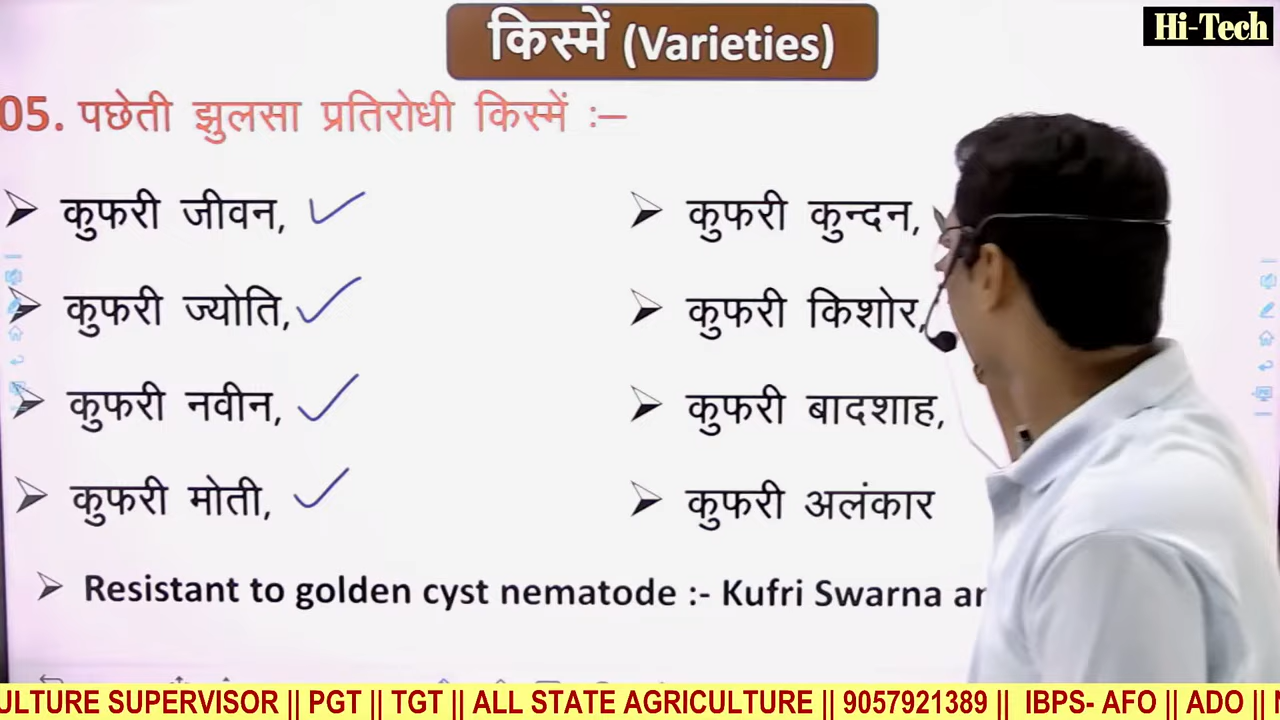 किस्में (Varieties)
Hi-Tech
05. पछेती झुलसा प्रतिरोधी किस्में :–
➢ कुफरी जीवन,
➢ कुफरी ज्योति,
➢ कुफरी नवीन,
➢ कुफरी मोती,
➢ कुफरी कुन्दन,
➢ कुफरी किशोर,
➢ कुफरी बादशाह,
➢ कुफरी अलंकार
➢ Resistant to golden cyst nematode :- Kufri Swarna
ULTURE SUPERVISOR || PGT || TGT || ALL STATE AGRICULTURE || 9057921389 || IBPS- AFO || ADO ||